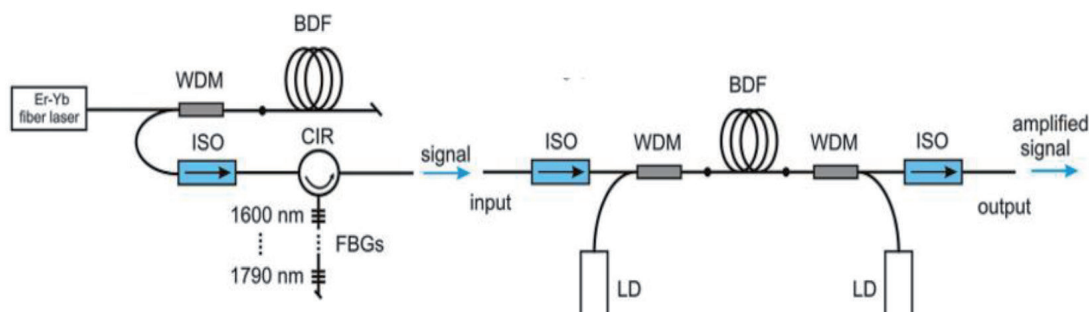 BDF
WDM
Er-Yb
fiber laser
ISO
CIR
signal
1600 nm
FBGs
1790 nm
BDF
ISO
WDM
WDM
ISO
amplified
signal
input
output
LD
LD